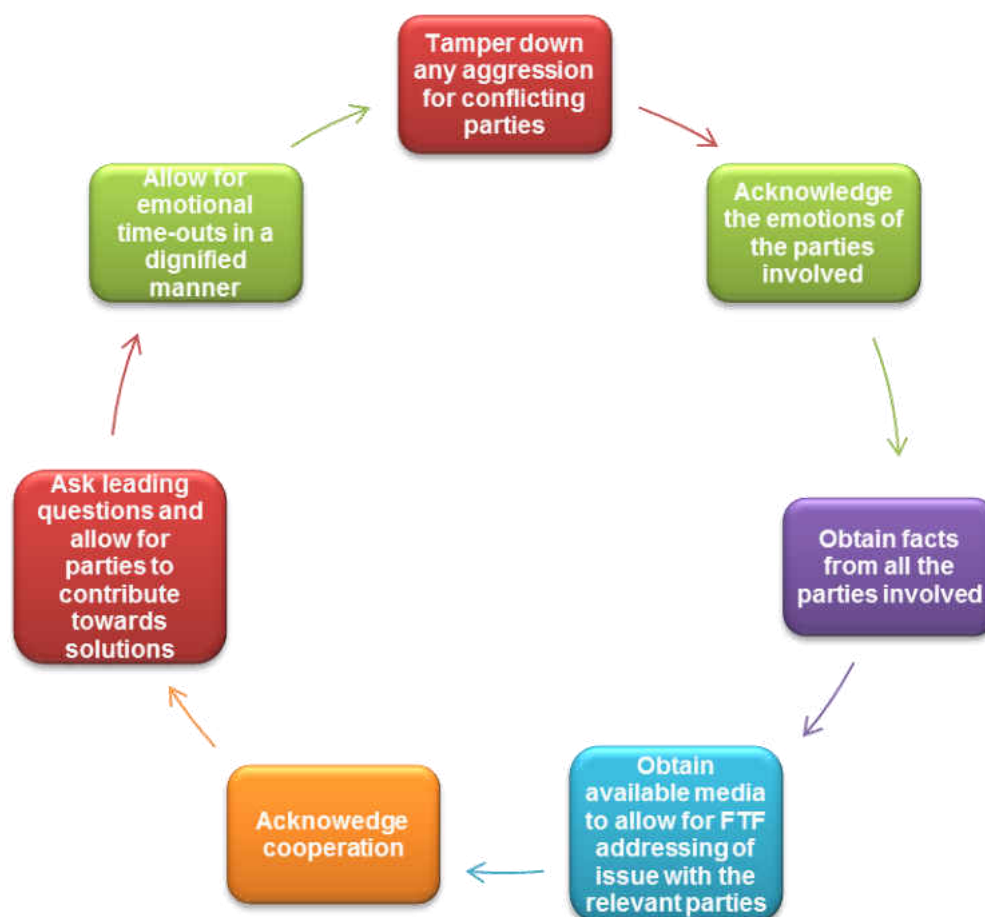 Tamper down
any aggression
for conflicting
parties
Acknowledge
the emotions of
the parties
involved
Obtain facts
from all the
parties involved
Obtain
available media
to allow for FTF
addressing of
issue with the
relevant parties
Acknowedge
cooperation
Ask leading
questions and
allow for
parties to
contribute
towards
solutions
Allow for
emotional
time-outs in a
dignified
manner